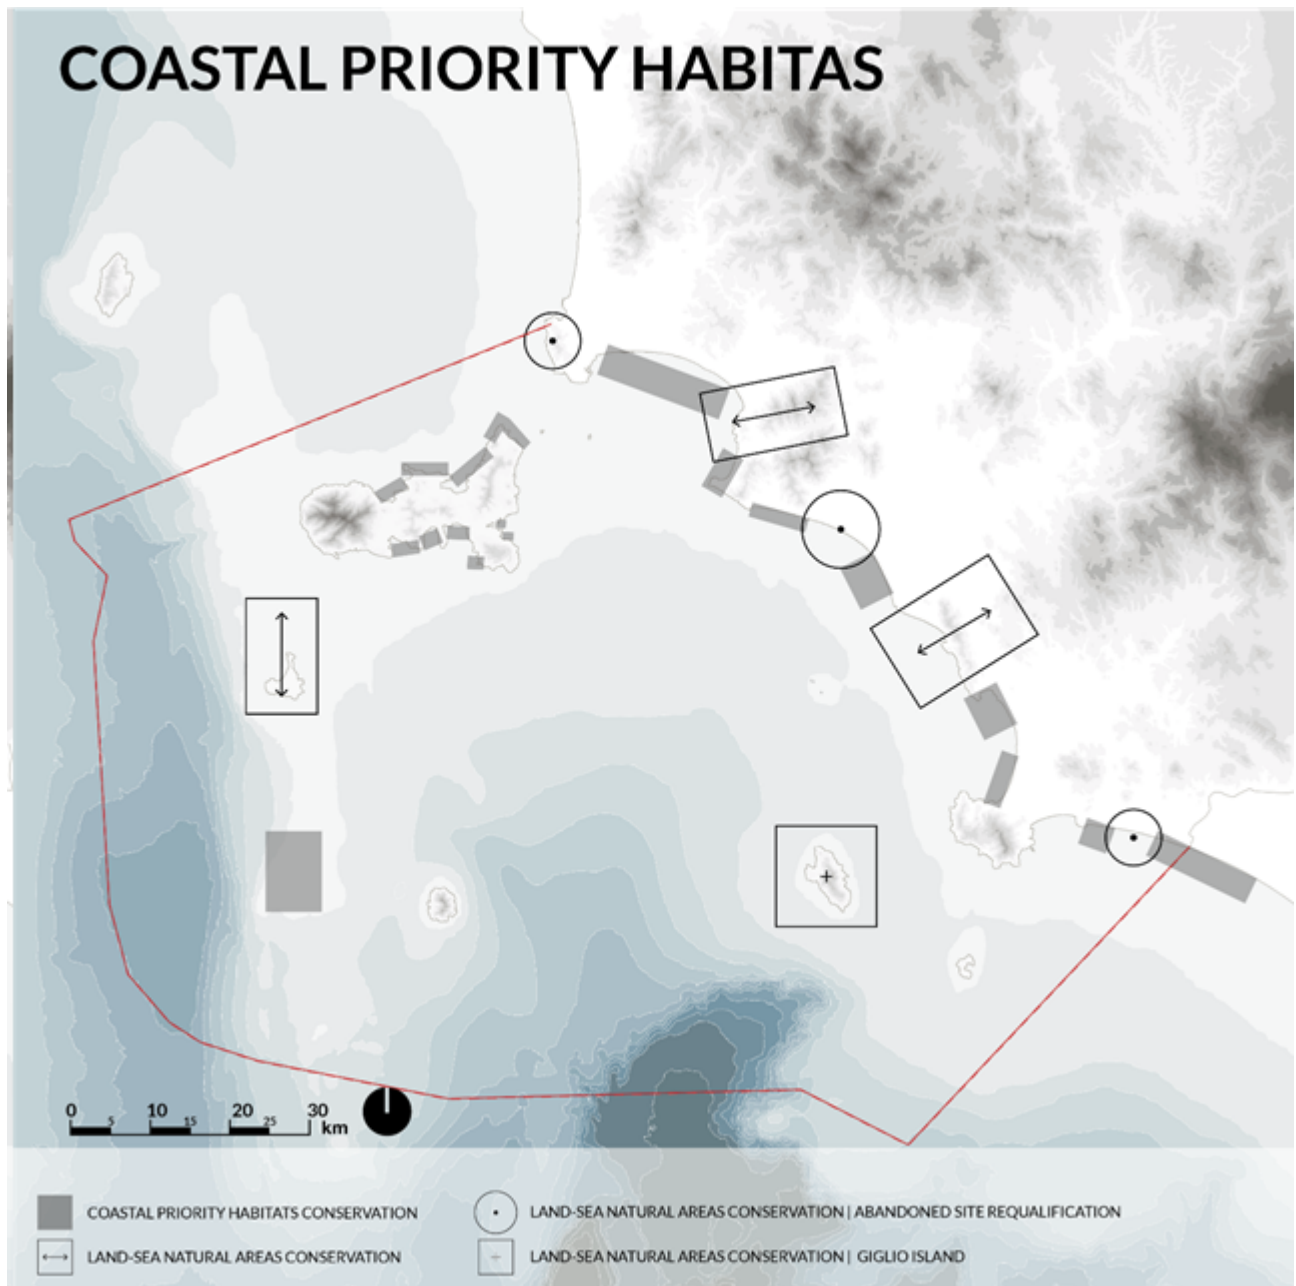 COASTAL PRIORITY HABITAS
0 5 10 15 20 25 30 km
COASTAL PRIORITY HABITATS CONSERVATION
LAND-SEA NATURAL AREAS CONSERVATION
LAND-SEA NATURAL AREAS CONSERVATION | ABANDONED SITE REQUALIFICATION
LAND-SEA NATURAL AREAS CONSERVATION | GIGLIO ISLAND